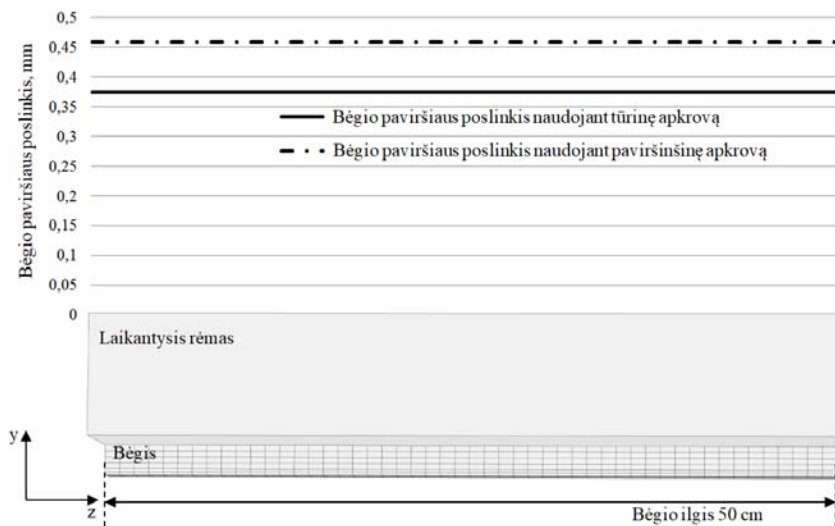 0,5
0,45
0,4
0,35
0,3
0,25
0,2
0,15
0,1
0,05
0
Bėgio paviršiaus poslinkis, mm
Bėgio paviršiaus poslinkis naudojant tūrinę apkrovą
Bėgio paviršiaus poslinkis naudojant paviršinšinę apkrovą
Laikantysis rėmas
Bėgis
y
z
Bėgio ilgis 50 cm